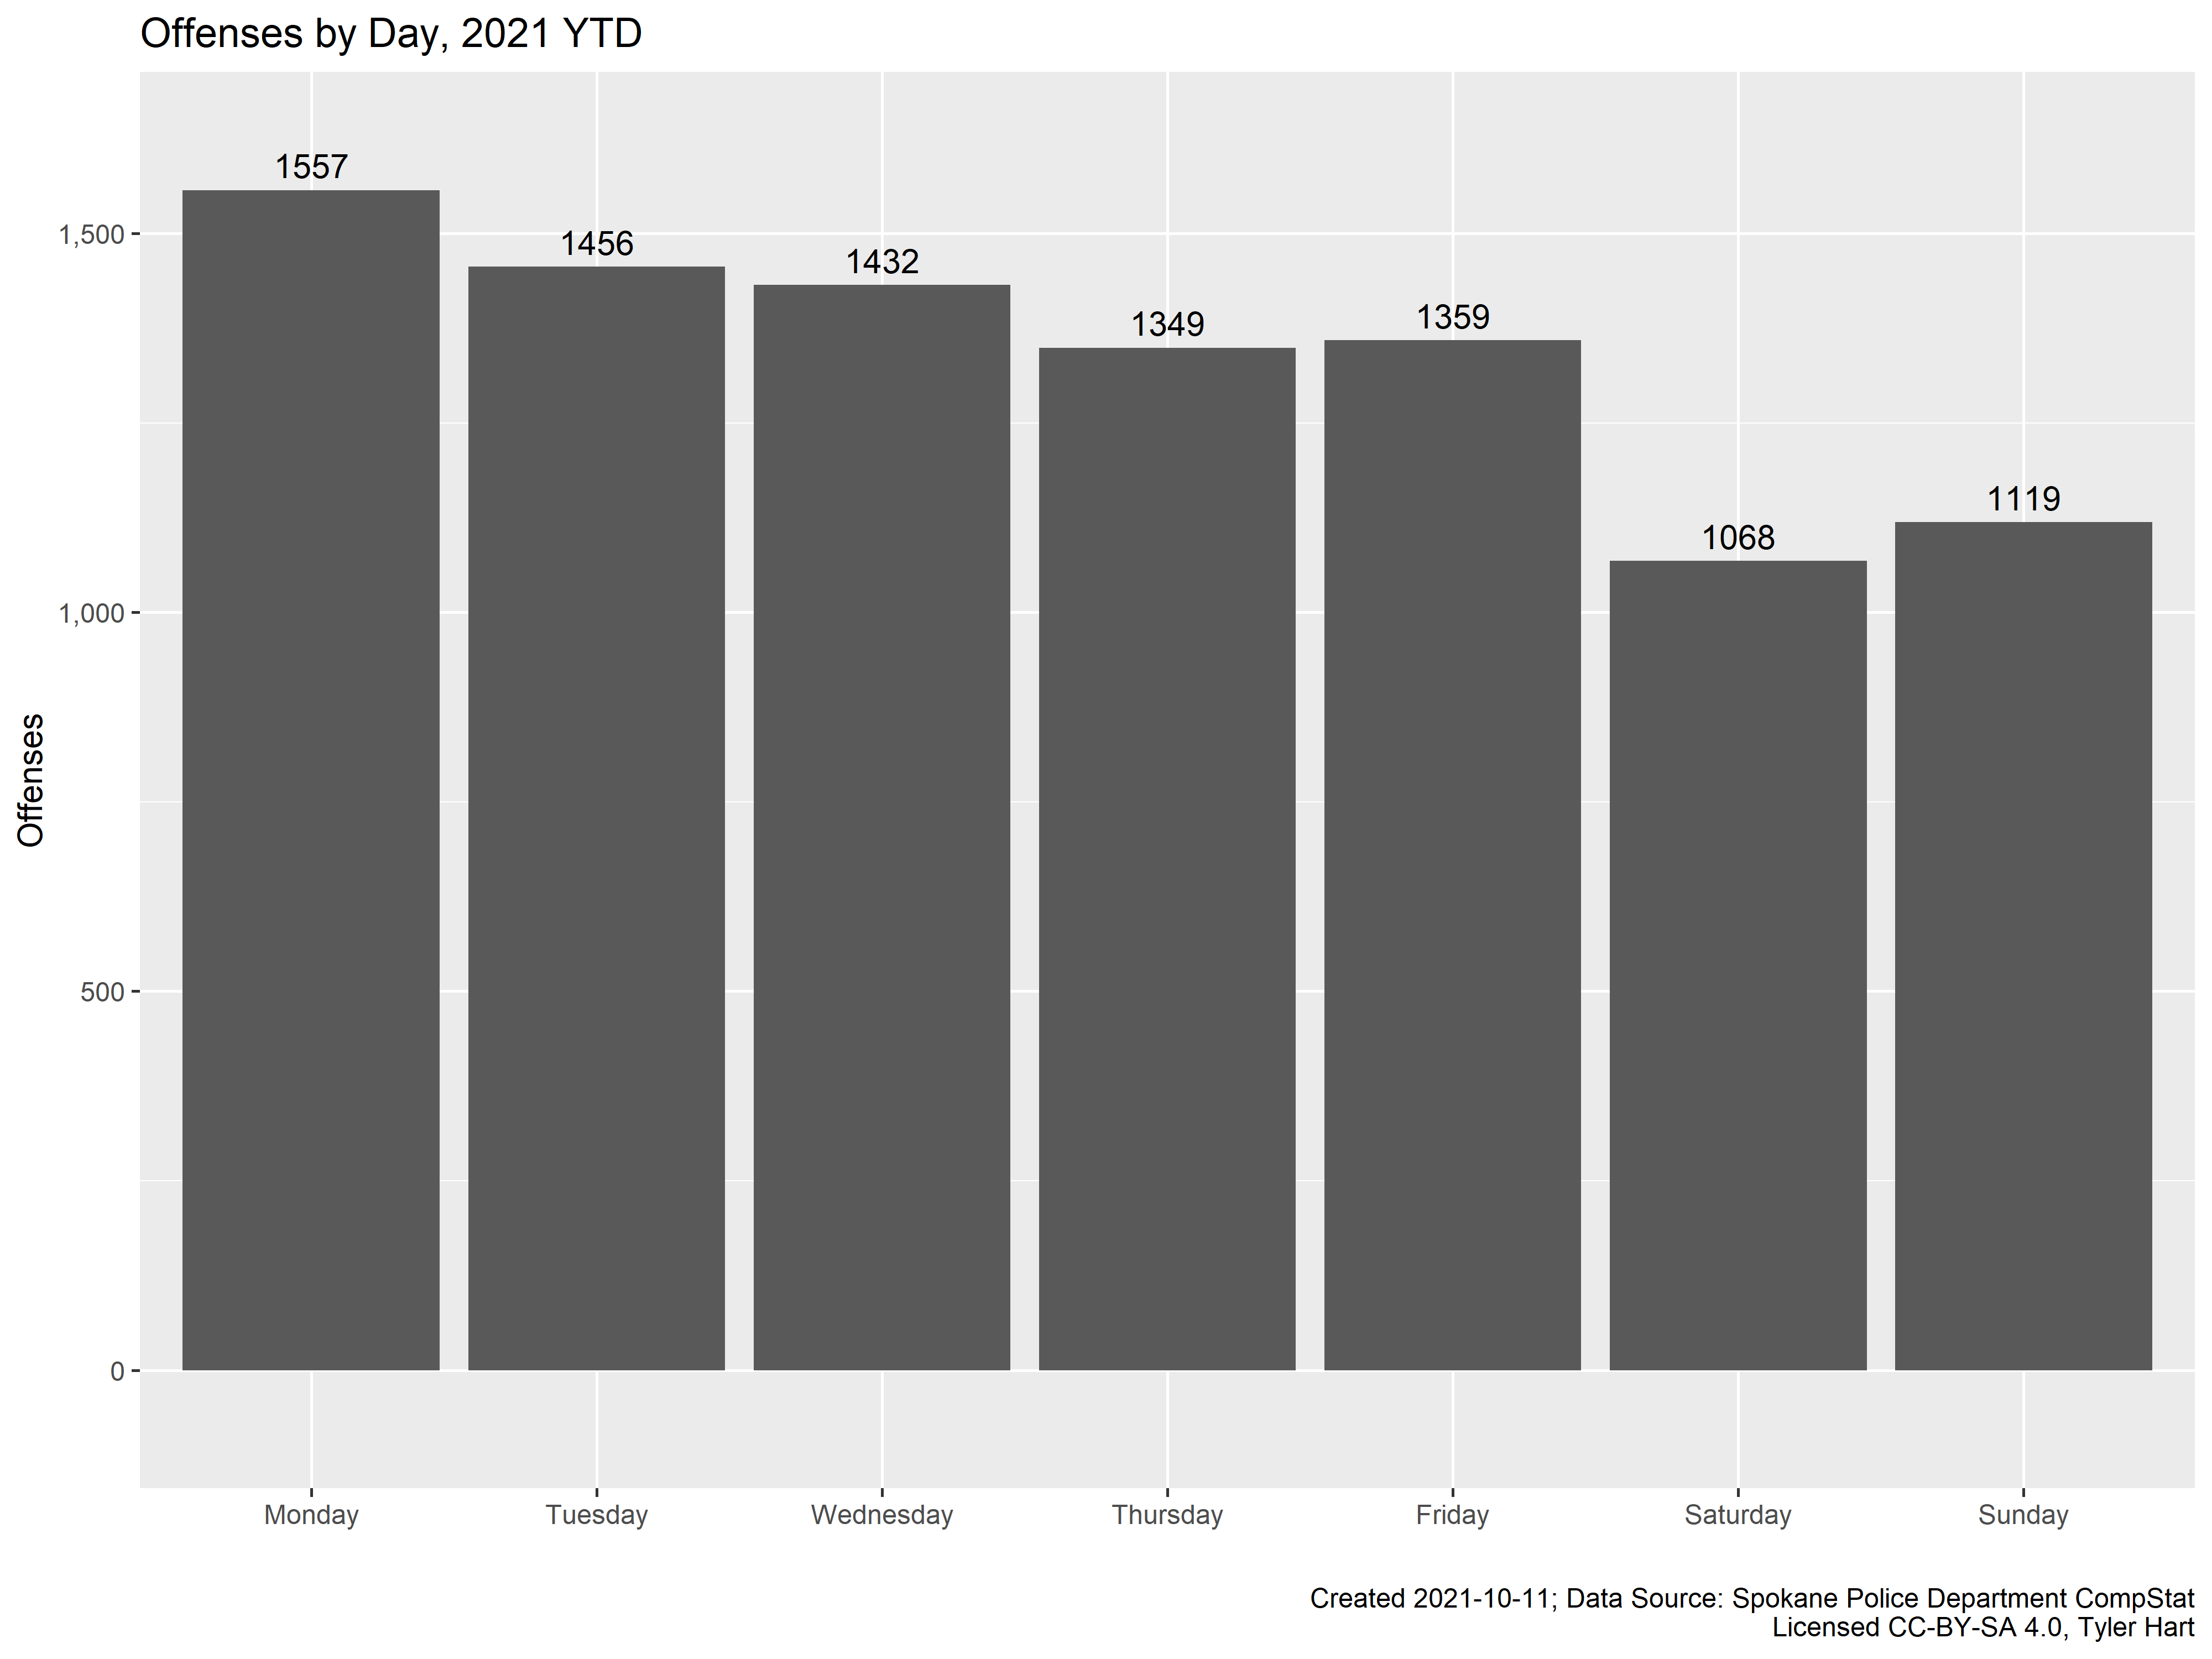 Offenses by Day, 2021 YTD
1557
1456
1432
1349
1359
1068
1119
1,500
1,000
500
0
Offenses
Monday Tuesday Wednesday Thursday Friday Saturday Sunday
Created 2021-10-11; Data Source: Spokane Police Department CompStat
Licensed CC-BY-SA 4.0, Tyler Hart